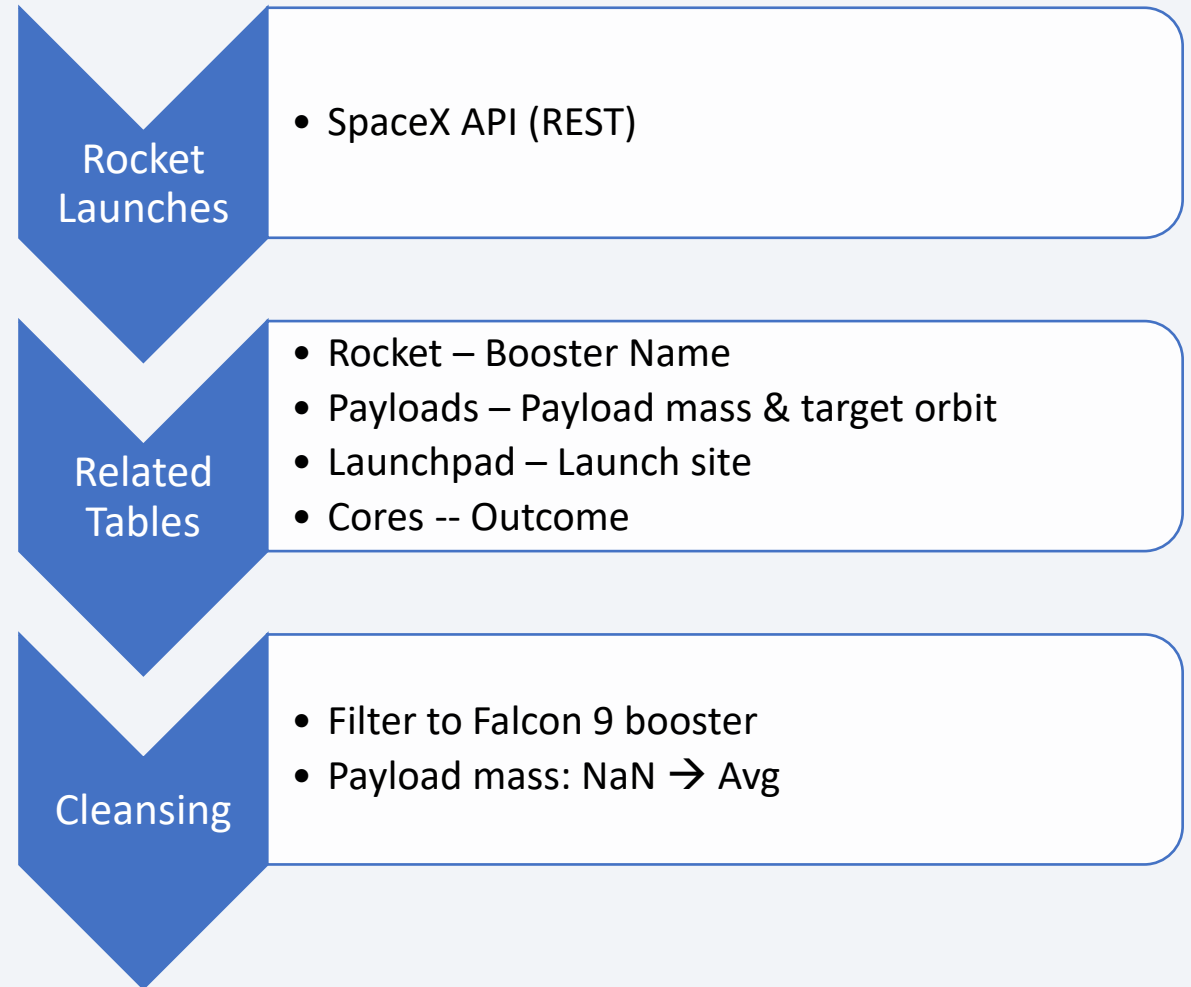 Rocket
Launches
• SpaceX API (REST)
Related
Tables
• Rocket – Booster Name
• Payloads – Payload mass & target orbit
• Launchpad – Launch site
• Cores -- Outcome
Cleansing
• Filter to Falcon 9 booster
• Payload mass: NaN → Avg